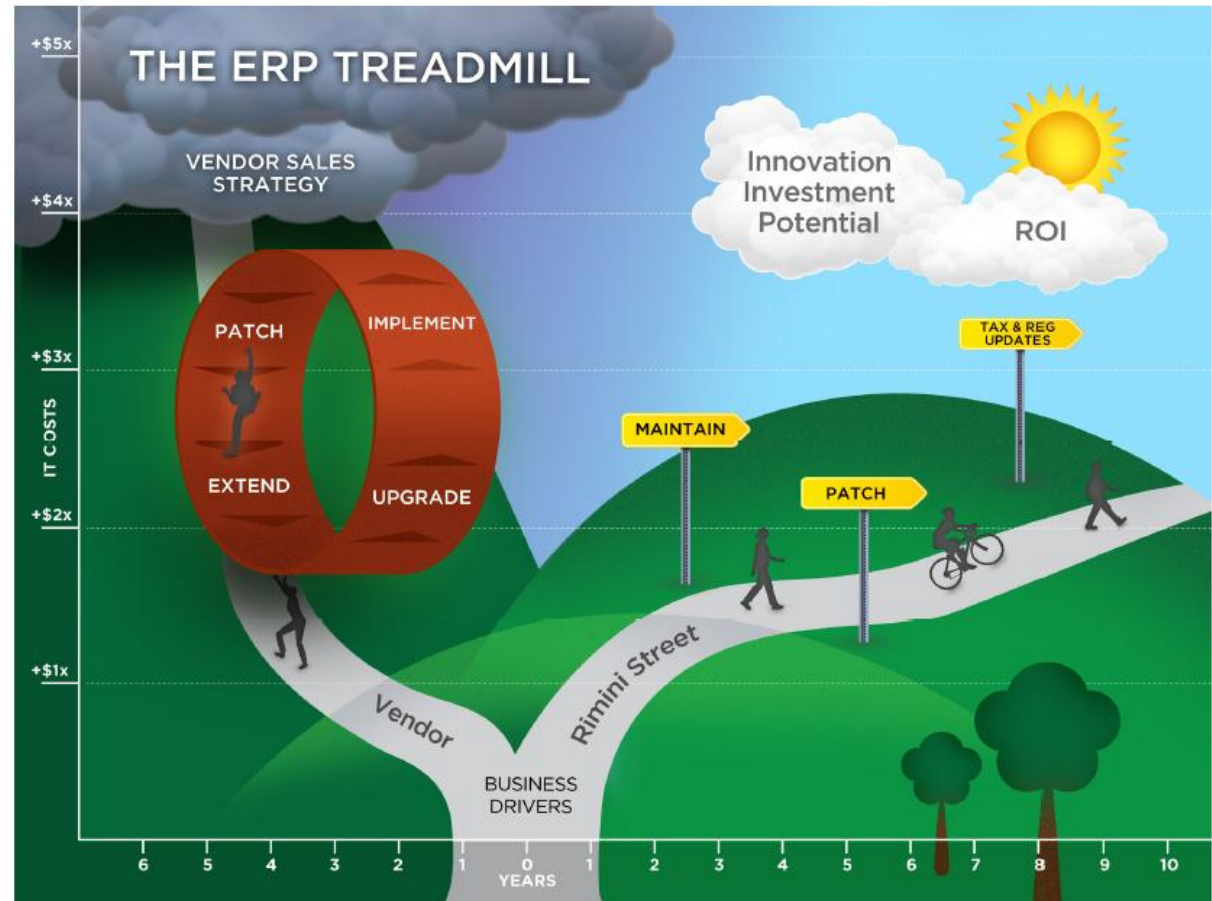 THE ERP TREADMILL
VENDOR SALES
STRATEGY
Innovation
Investment
Potential
ROI
PATCH
IMPLEMENT
EXTEND
UPGRADE
TAX & REG
UPDATES
MAINTAIN
PATCH
Vendor
Rimini Street
BUSINESS
DRIVERS
+$5x
+$4x
+$3x
+$2x
+$1x
IT COSTS
6 5 4 3 2 1 0 1 2 3 4 5 6 7 8 9 10
YEARS